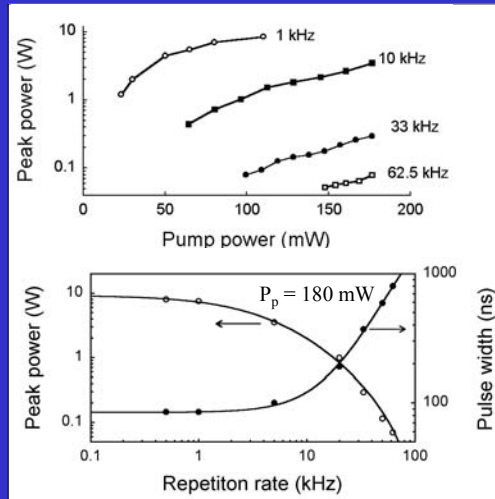 10
1 kHz
10 kHz
1
33 kHz
0.1
62.5 kHz
0 50 100 150 200
Peak power (W)
Pump power (mW)
10
1
0.1
Peak power (W)
P_p = 180 mW
1000
100
Pulse width (ns)
0.1 1 10 100
Repetiton rate (kHz)